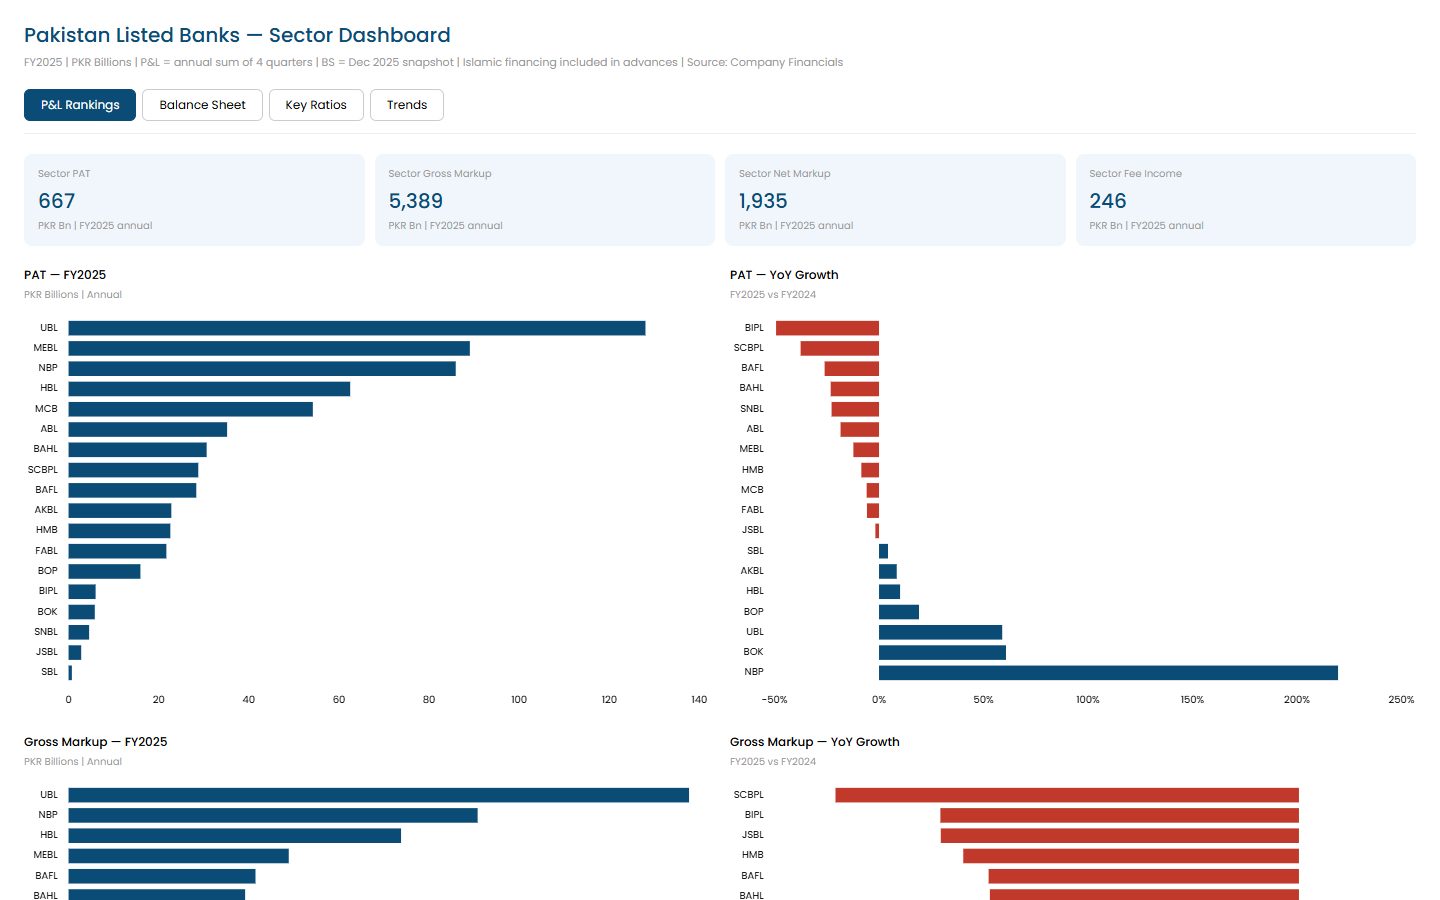 Pakistan Listed Banks — Sector Dashboard
FY2025 | PKR Billions | P&L = annual sum of 4 quarters | BS = Dec 2025 snapshot | Islamic financing included in advances | Source: Company Financials
P&L Rankings
Balance Sheet
Key Ratios
Trends
Sector PAT
667
PKR Bn | FY2025 annual
Sector Gross Markup
5,389
PKR Bn | FY2025 annual
Sector Net Markup
1,935
PKR Bn | FY2025 annual
Sector Fee Income
246
PKR Bn | FY2025 annual
PAT — FY2025
PKR Billions | Annual
UBL
MEBL
NBP
HBL
MCB
ABL
BAHL
SCBPL
BAFL
AKBL
HMB
FABL
BOP
BIPL
BOK
SNBL
JSBL
SBL
0 20 40 60 80 100 120 140
PAT — YoY Growth
FY2025 vs FY2024
BIPL
SCBPL
BAFL
BAHL
SNBL
ABL
MEBL
HMB
MCB
FABL
JSBL
SBL
AKBL
HBL
BOP
UBL
BOK
NBP
-50% 0% 50% 100% 150% 200% 250%
Gross Markup — FY2025
PKR Billions | Annual
UBL
NBP
HBL
MEBL
BAFL
BAHL
Gross Markup — YoY Growth
FY2025 vs FY2024
SCBPL
BIPL
JSBL
HMB
BAFL
BAHL